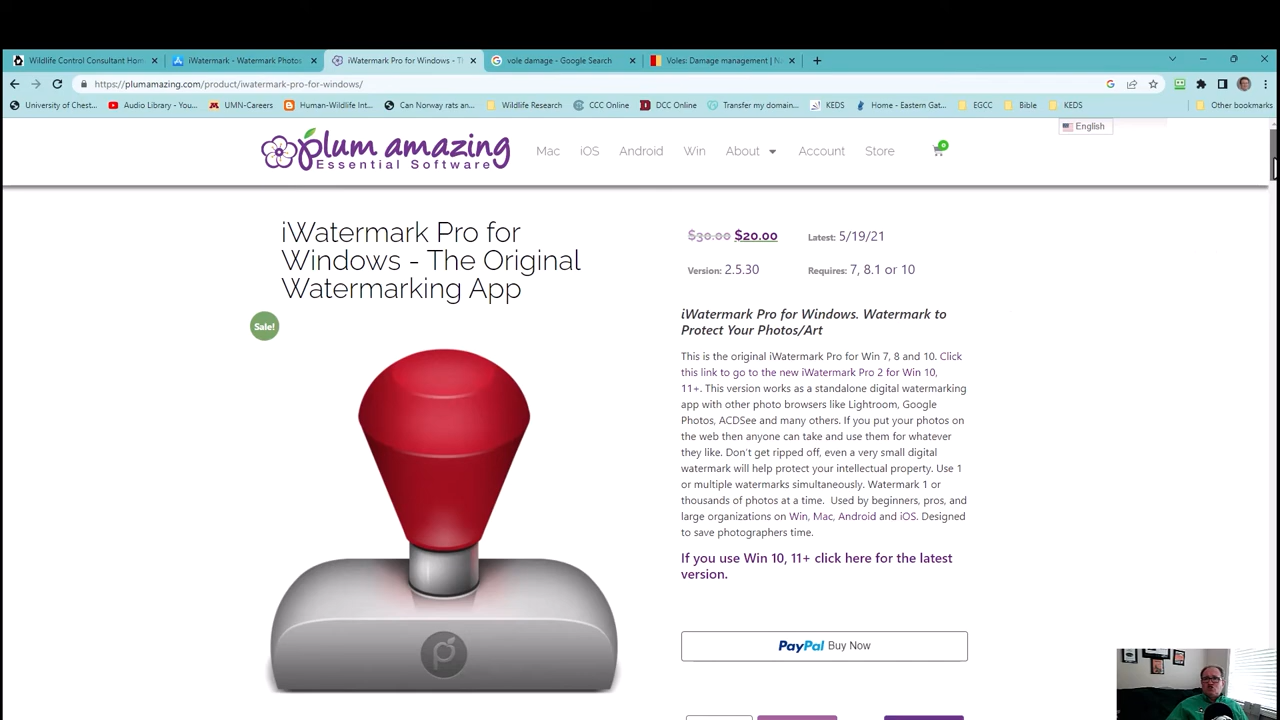 Wildlife Control Consultant Hom
iWatermark - Watermark Photos
iWatermark Pro for Windows - Th
vole damage - Google Search
Voles: Damage management | N
https://plumamazing.com/product/iwatermark-pro-for-windows/
University of Chest...
Audio Library - You...
UMN-Careers
Human-Wildlife Int...
Can Norway rats an...
Wildlife Research
CCC Online
DCC Online
Transfer my domain...
KEDS
Home - Eastern Gat...
EGCC
Bible
KEDS
Other bookmarks
English
plum amazing
Essential Software
Mac iOS Android Win About Account Store
0
iWatermark Pro for
Windows - The Original
Watermarking App
Sale!
$30.00 $20.00 Latest: 5/19/21
Version: 2.5.30 Requires: 7, 8.1 or 10
iWatermark Pro for Windows. Watermark to
Protect Your Photos/Art
This is the original iWatermark Pro for Win 7, 8 and 10. Click
this link to go to the new iWatermark Pro 2 for Win 10,
11+. This version works as a standalone digital watermarking
app with other photo browsers like Lightroom, Google
Photos, ACDSee and many others. If you put your photos on
the web then anyone can take and use them for whatever
they like. Don't get ripped off, even a very small digital
watermark will help protect your intellectual property. Use 1
or multiple watermarks simultaneously. Watermark 1 or
thousands of photos at a time. Used by beginners, pros, and
large organizations on Win, Mac, Android and iOS. Designed
to save photographers time.
If you use Win 10, 11+ click here for the latest
version.
PayPal Buy Now